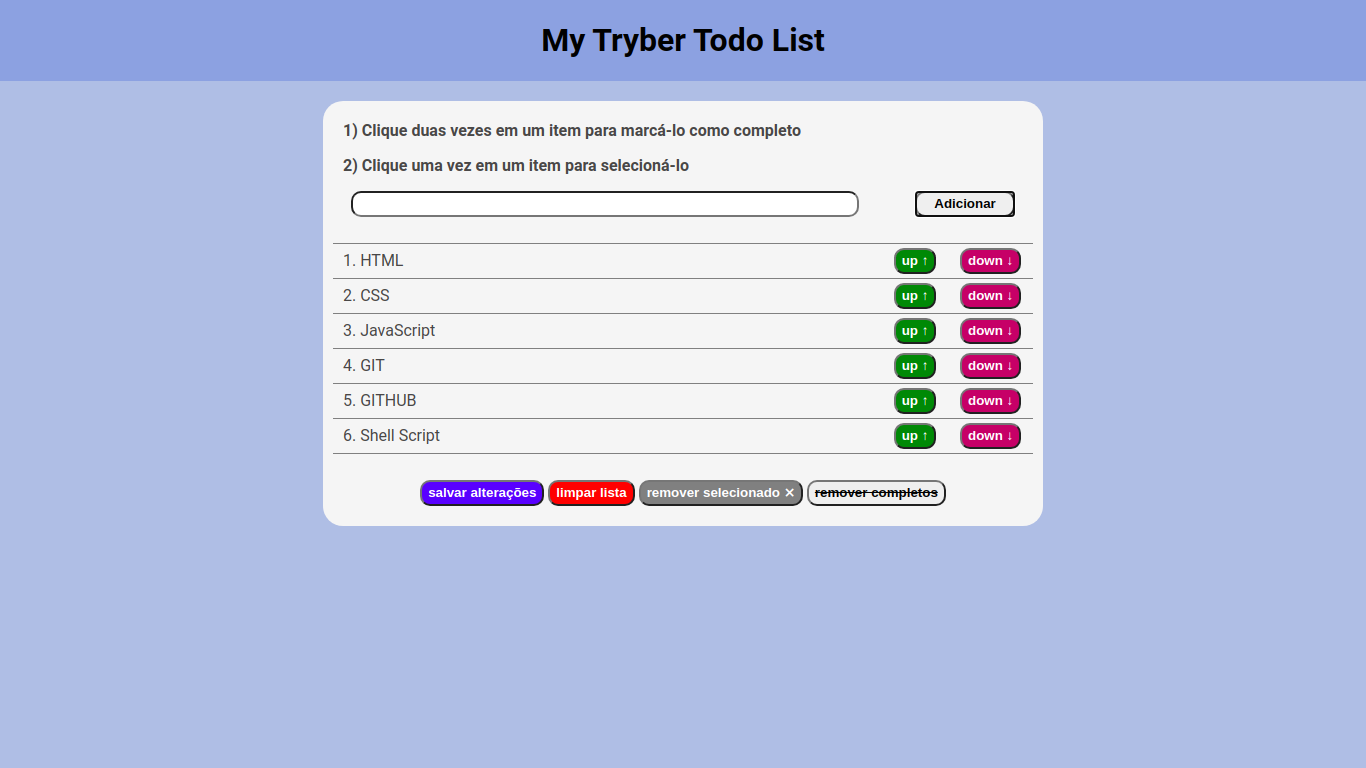 My Tryber Todo List
1) Clique duas vezes em um item para marcá-lo como completo
2) Clique uma vez em um item para selecioná-lo
Adicionar
1. HTML up ↑ down ↓
2. CSS up ↑ down ↓
3. JavaScript up ↑ down ↓
4. GIT up ↑ down ↓
5. GITHUB up ↑ down ↓
6. Shell Script up ↑ down ↓
salvar alterações limpar lista remover selecionado ✕ remover completos